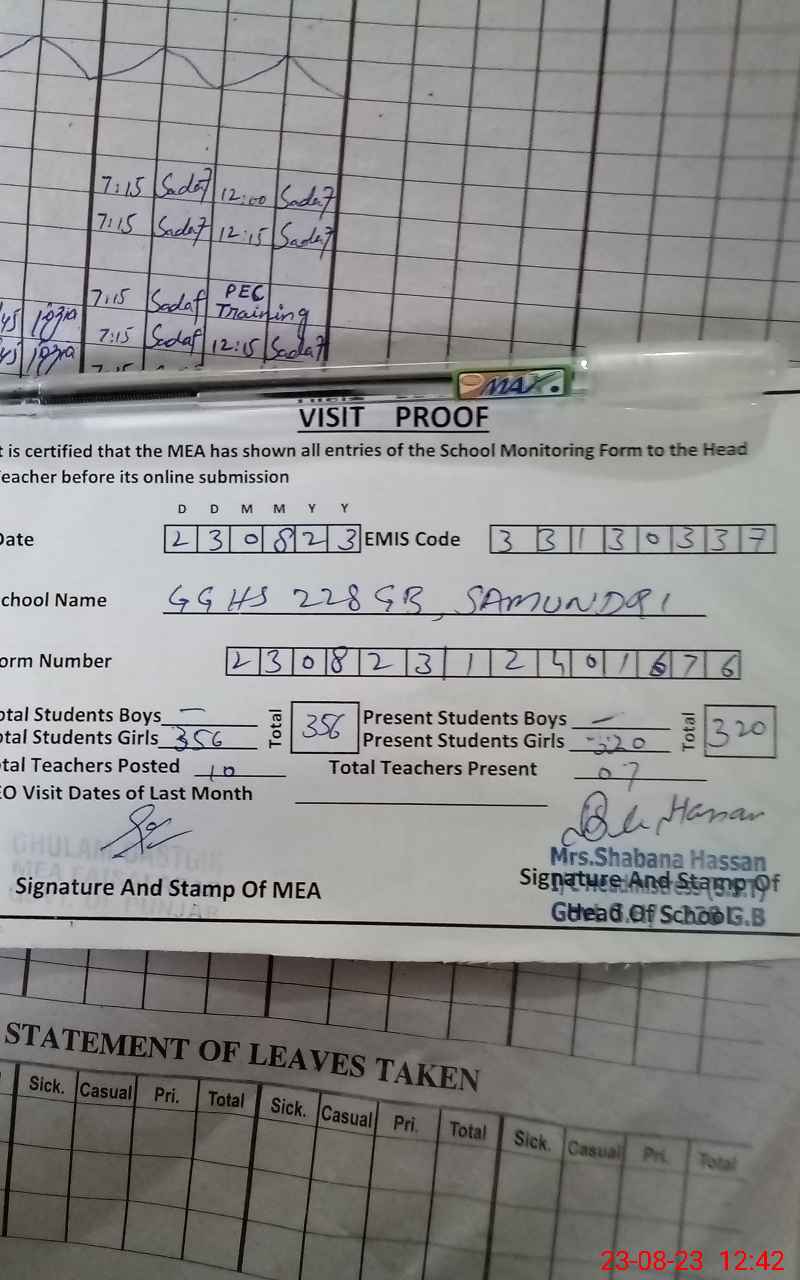 7:15 Sadaf 12:00 Sadaf
7:15 Sadaf 12:15 Sadaf
7:15 Sadaf PEC Training
7:15 Sadaf 12:15 Sadaf
MAX.
VISIT PROOF
t is certified that the MEA has shown all entries of the School Monitoring Form to the Head
eacher before its online submission
D D M M Y Y
Date 2 3 0 8 2 3 EMIS Code 3 3 1 3 0 3 3 7
chool Name GGHS 228 GB, SAMUNDRI
orm Number 2 3 0 8 2 3 1 2 4 0 1 6 7 6
otal Students Boys — Total 356 Present Students Boys — Total 320
otal Students Girls 356 Present Students Girls 320
tal Teachers Posted 10 Total Teachers Present 07
EO Visit Dates of Last Month
Hassan
Mrs.Shabana Hassan
Signature And Stamp Of MEA Signature And Stamp Of
Head Of School G.B
STATEMENT OF LEAVES TAKEN
Sick. Casual Pri. Total Sick. Casual Pri. Total Sick. Casual Pri. Total
23-08-23 12:42